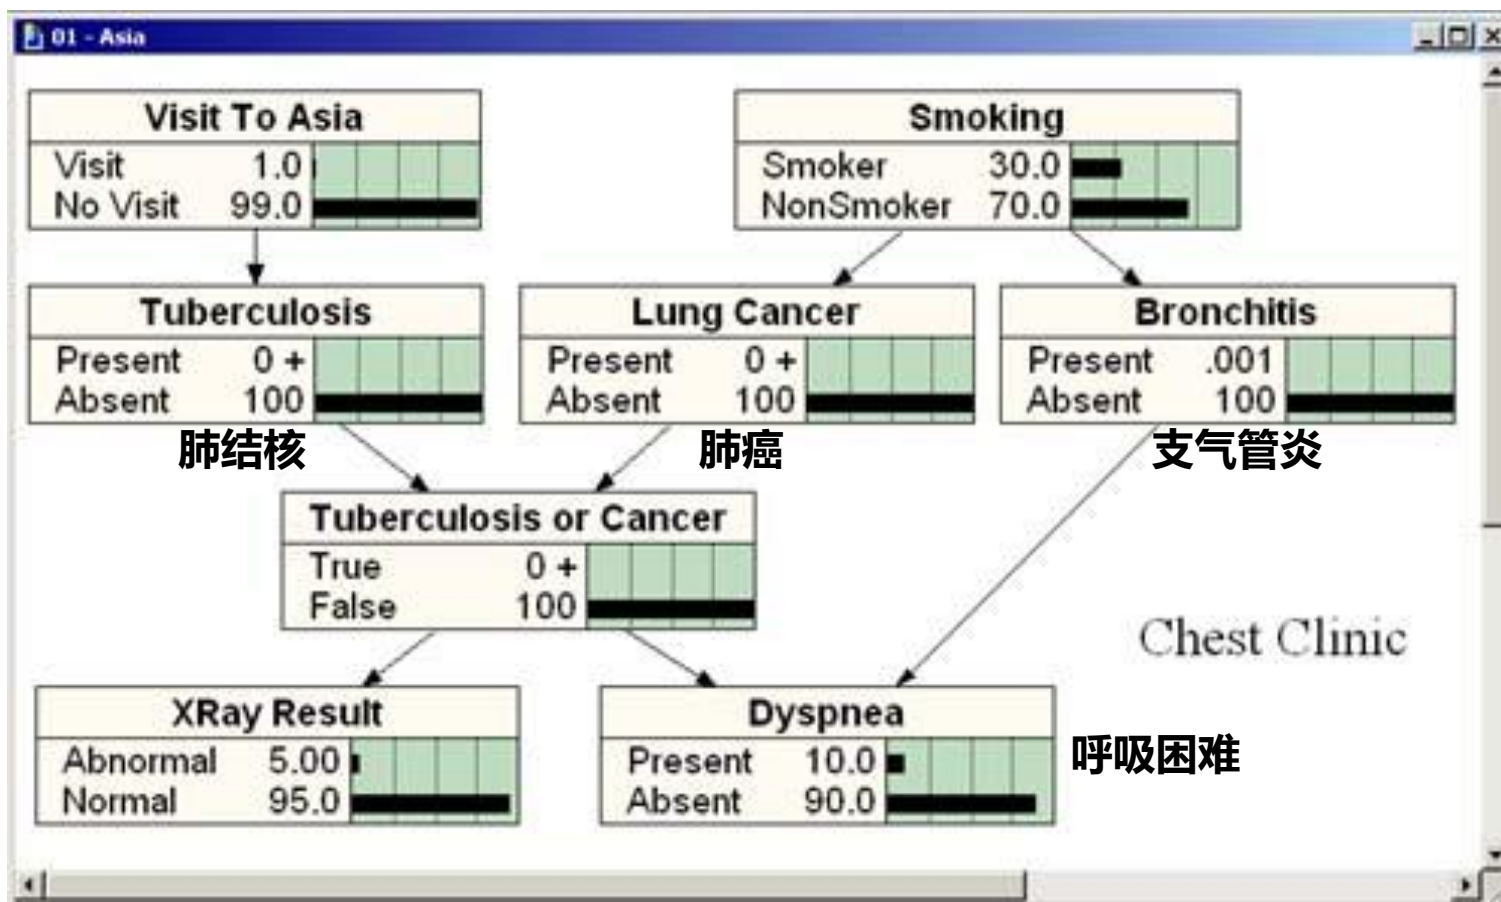 01 - Asia
Visit To Asia
Visit 1.0
No Visit 99.0
Smoking
Smoker 30.0
NonSmoker 70.0
Tuberculosis
Present 0 +
Absent 100
肺结核
Lung Cancer
Present 0 +
Absent 100
肺癌
Bronchitis
Present .001
Absent 100
支气管炎
Tuberculosis or Cancer
True 0 +
False 100
Chest Clinic
XRay Result
Abnormal 5.00
Normal 95.0
Dyspnea
Present 10.0
Absent 90.0
呼吸困难